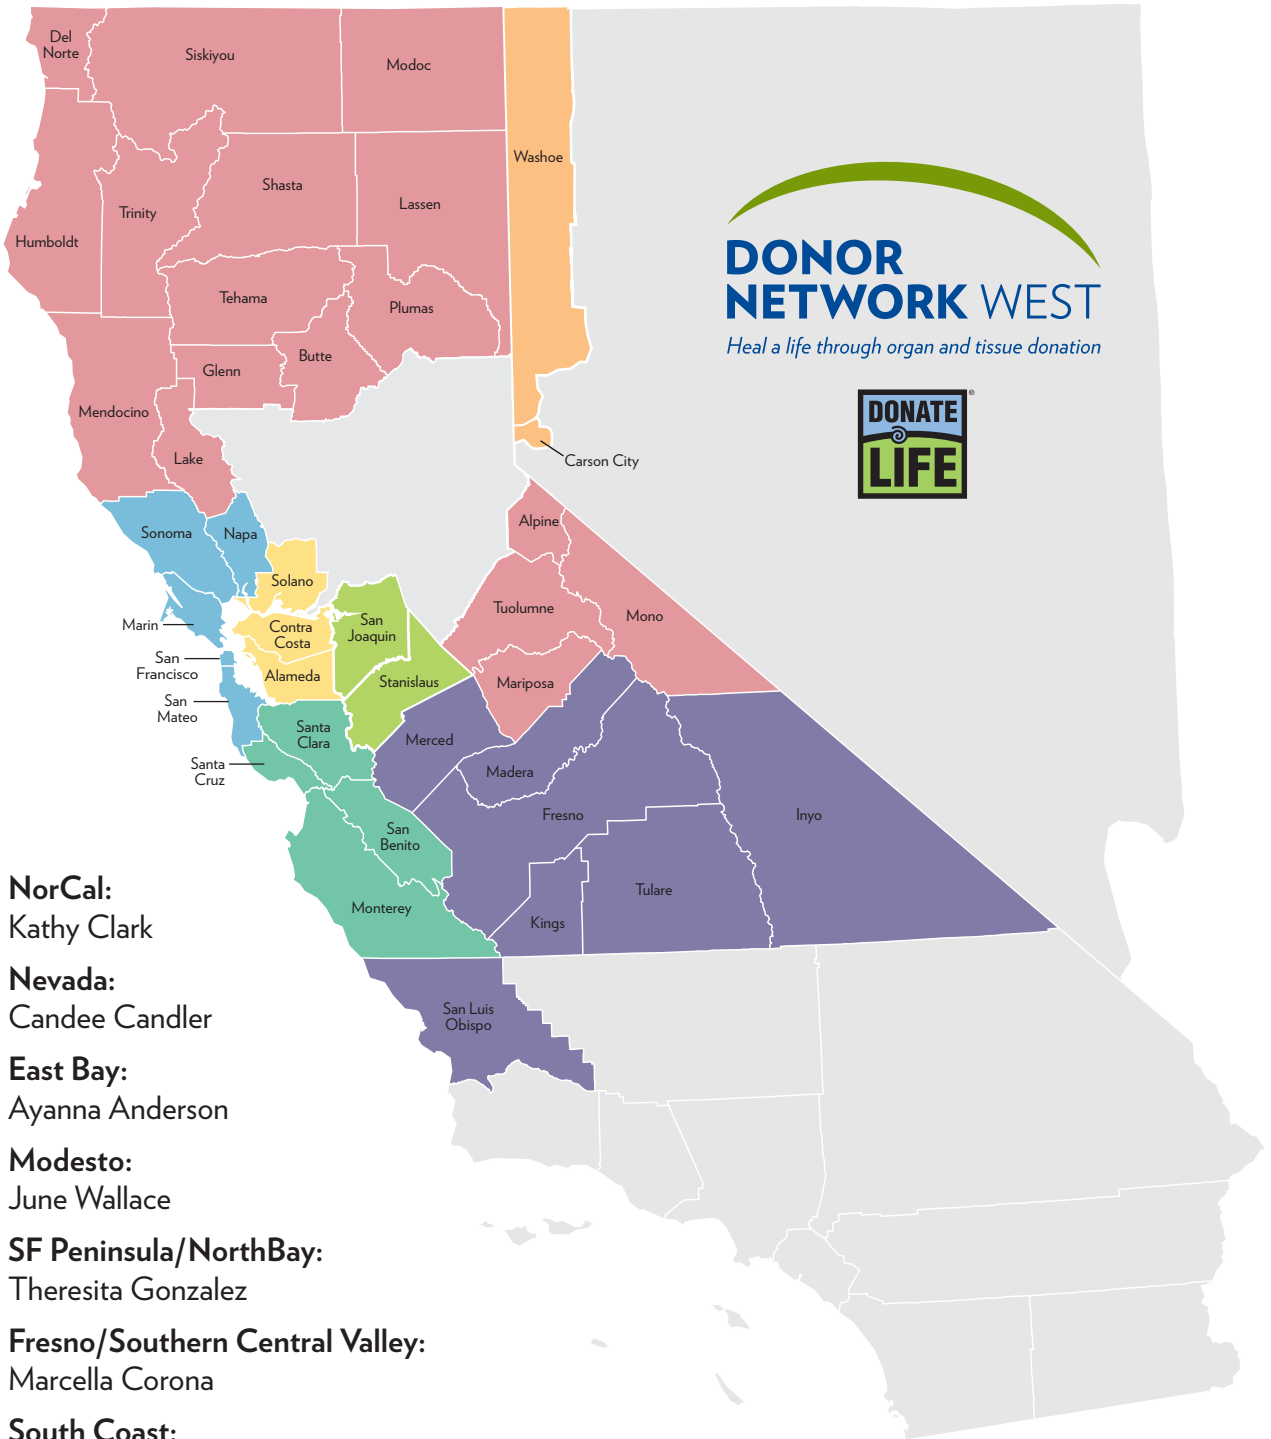 Del
Norte
Siskiyou
Modoc
Washoe
Shasta
Lassen
Trinity
Humboldt
Tehama
Plumas
Butte
Glenn
Mendocino
Lake
Carson City
DONOR
NETWORK WEST
Heal a life through organ and tissue donation
DONATE
LIFE
®
Sonoma
Napa
Alpine
Solano
Marin
Contra
Costa
San
Joaquin
Tuolumne
Mono
San
Francisco
Alameda
Stanislaus
Mariposa
San
Mateo
Santa
Clara
Merced
Santa
Cruz
Madera
Fresno
Inyo
San
Benito
Tulare
Monterey
Kings
San Luis
Obispo
NorCal:
Kathy Clark
Nevada:
Candee Candler
East Bay:
Ayanna Anderson
Modesto:
June Wallace
SF Peninsula/NorthBay:
Theresita Gonzalez
Fresno/Southern Central Valley:
Marcella Corona
South Coast: